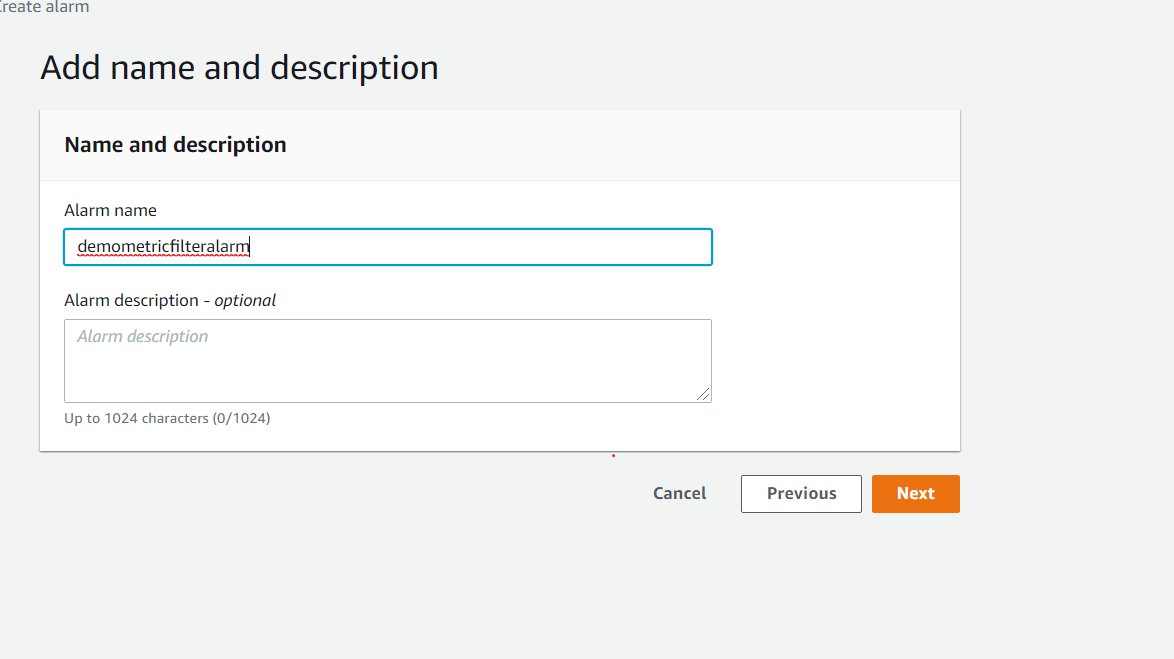 Create alarm
Add name and description
Name and description
Alarm name
demometricfilteralarm
Alarm description - optional
Alarm description
Up to 1024 characters (0/1024)
Cancel
Previous
Next